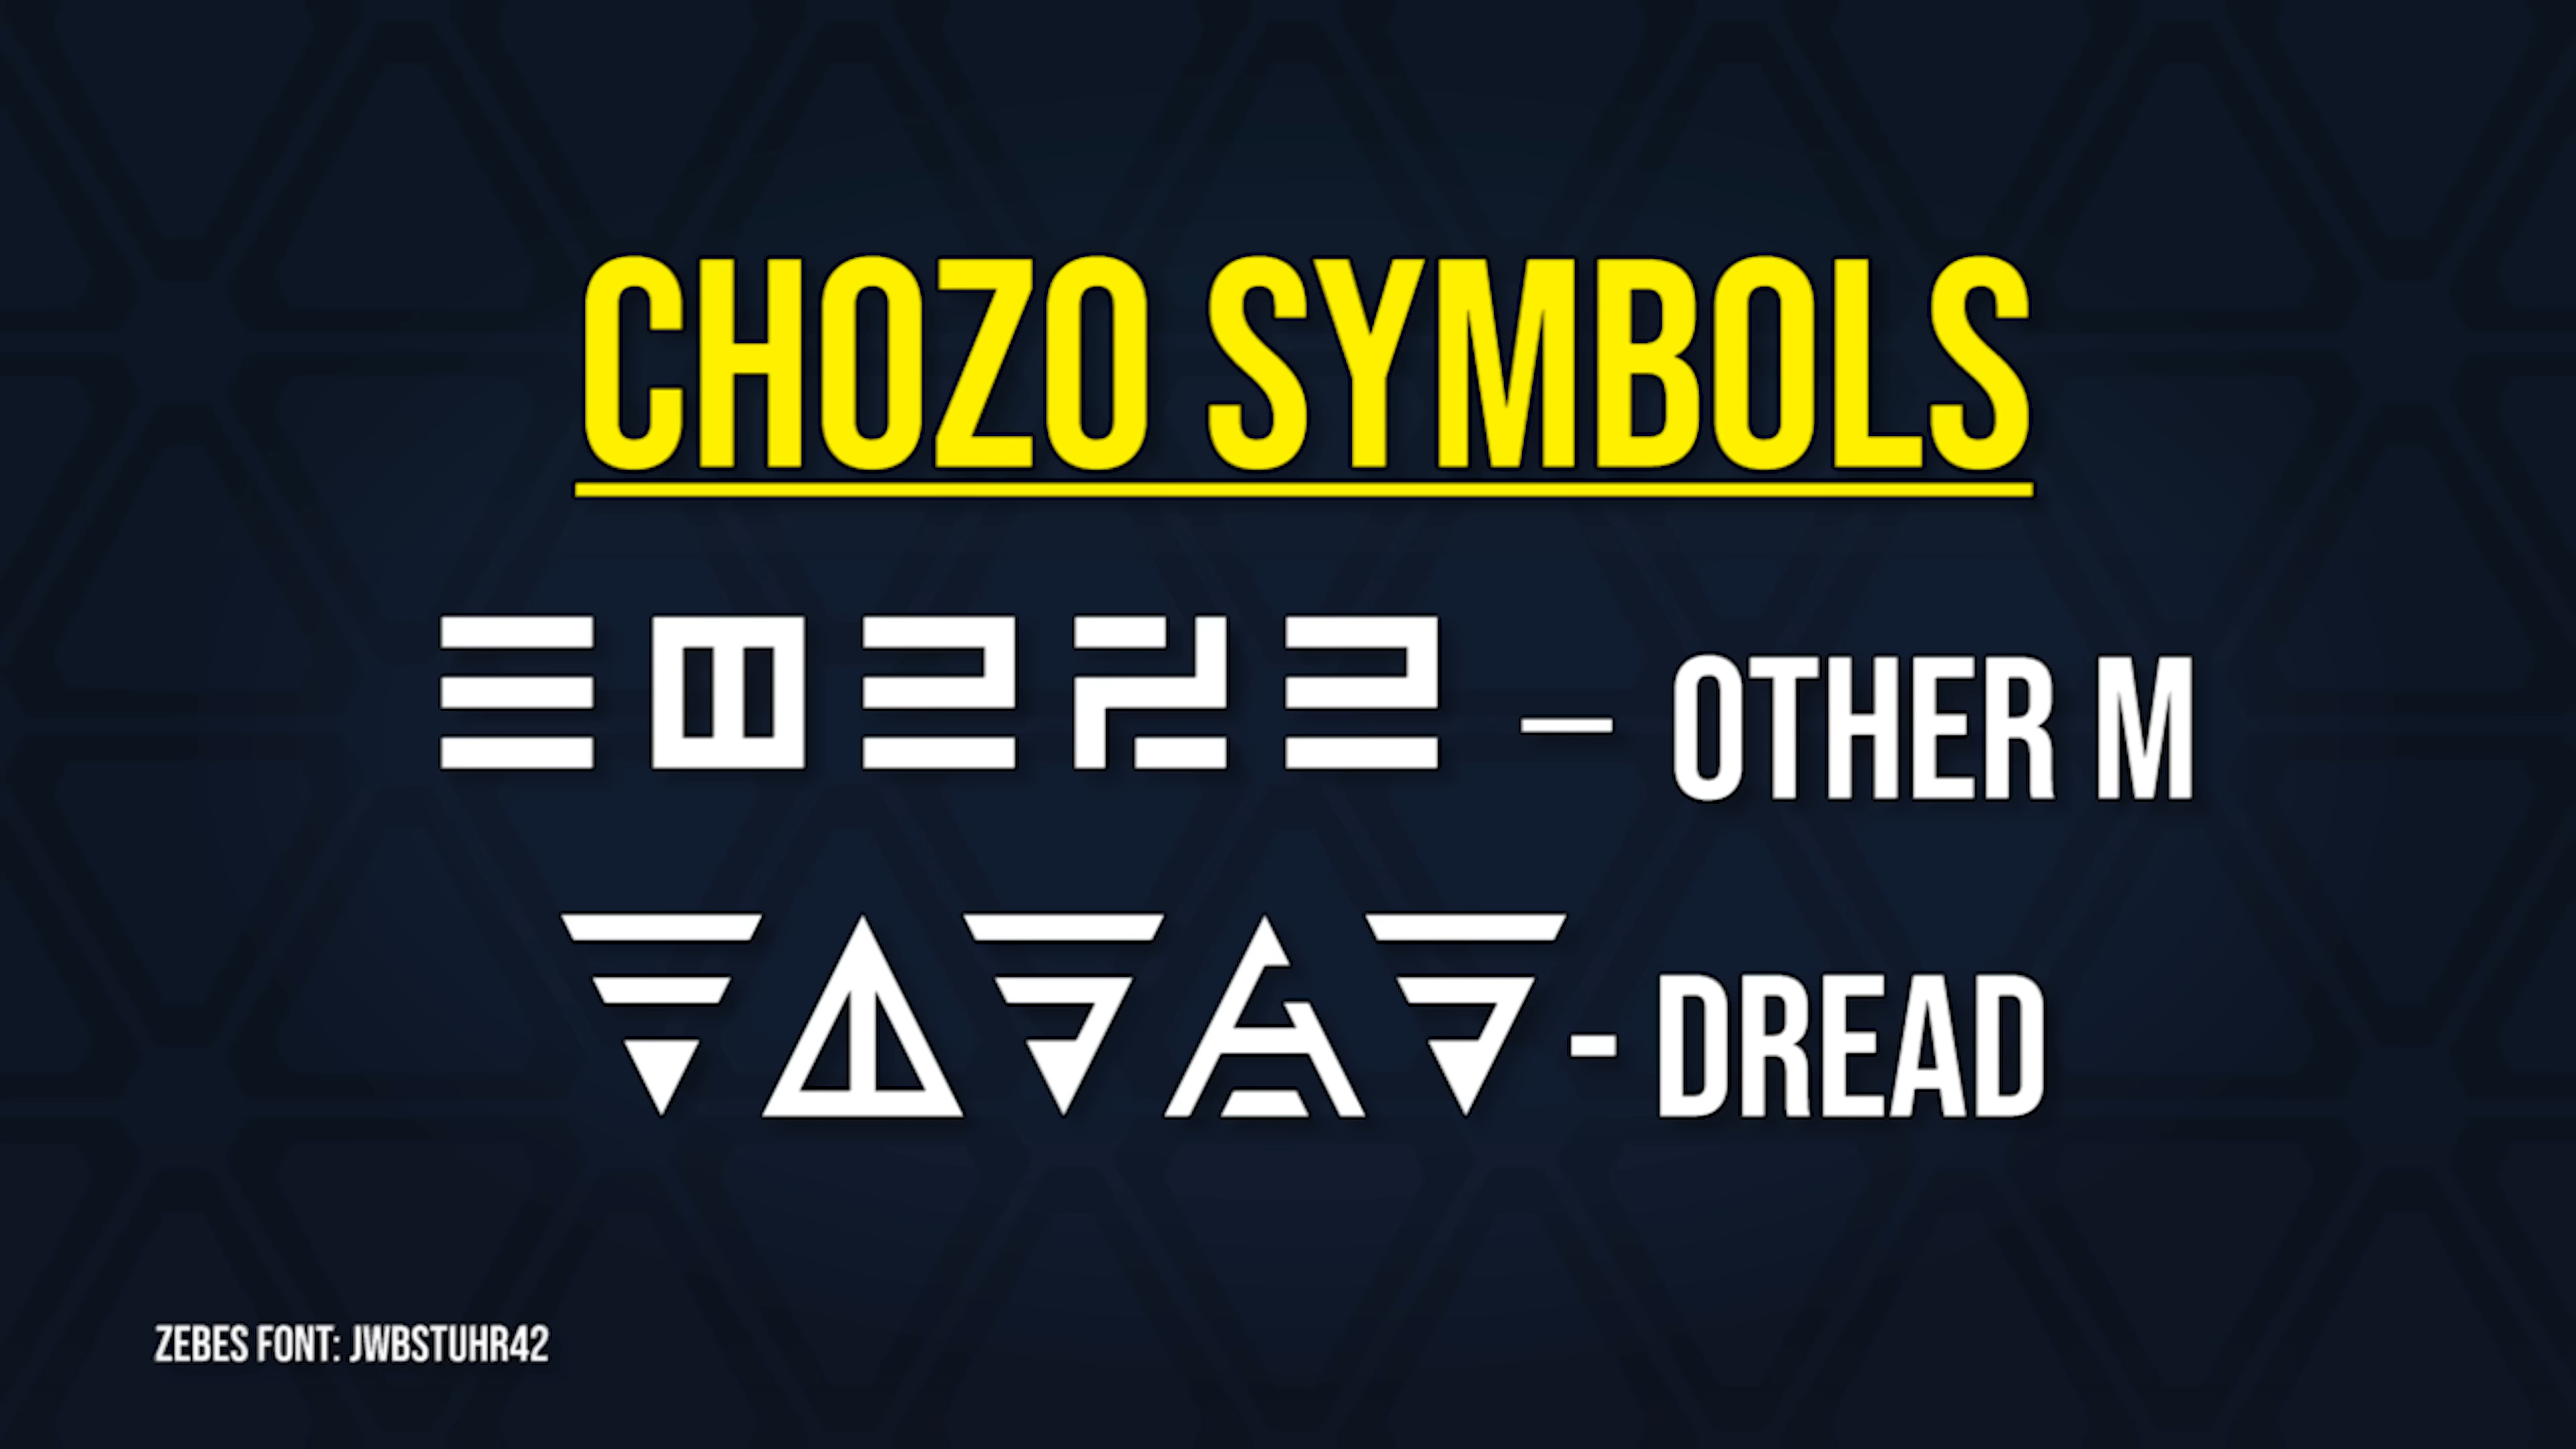 CHOZO SYMBOLS
– OTHER M
- DREAD
ZEBES FONT: JWBSTUHR42